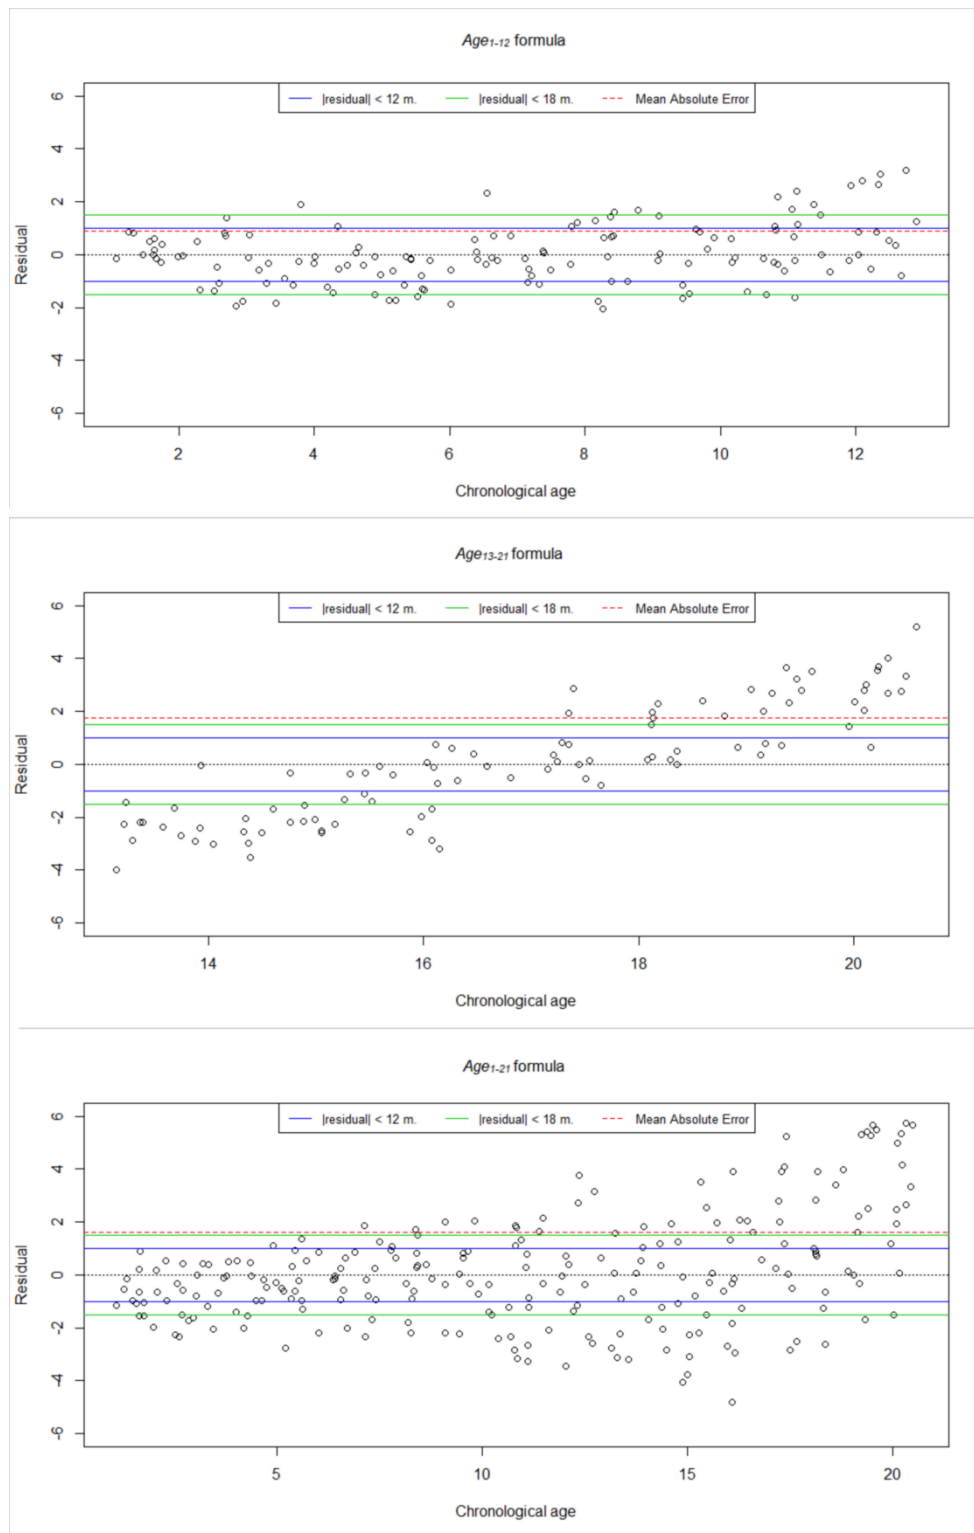 Age1-12 formula
|residual| < 12 m. |residual| < 18 m. Mean Absolute Error
6
4
2
0
-2
-4
-6
Residual
2 4 6 8 10 12
Chronological age
Age13-21 formula
|residual| < 12 m. |residual| < 18 m. Mean Absolute Error
6
4
2
0
-2
-4
-6
Residual
14 16 18 20
Chronological age
Age1-21 formula
|residual| < 12 m. |residual| < 18 m. Mean Absolute Error
6
4
2
0
-2
-4
-6
Residual
5 10 15 20
Chronological age